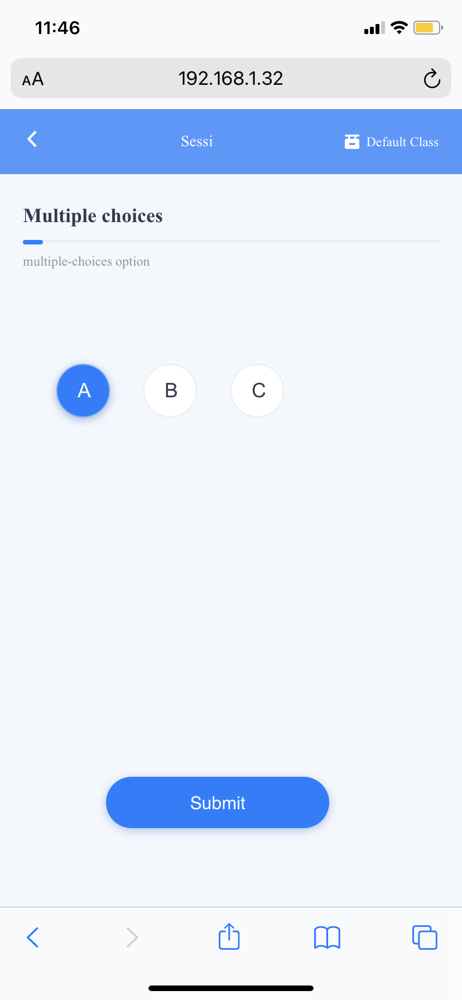 11:46
AA 192.168.1.32
Sessi Default Class
Multiple choices
multiple-choices option
A B C
Submit